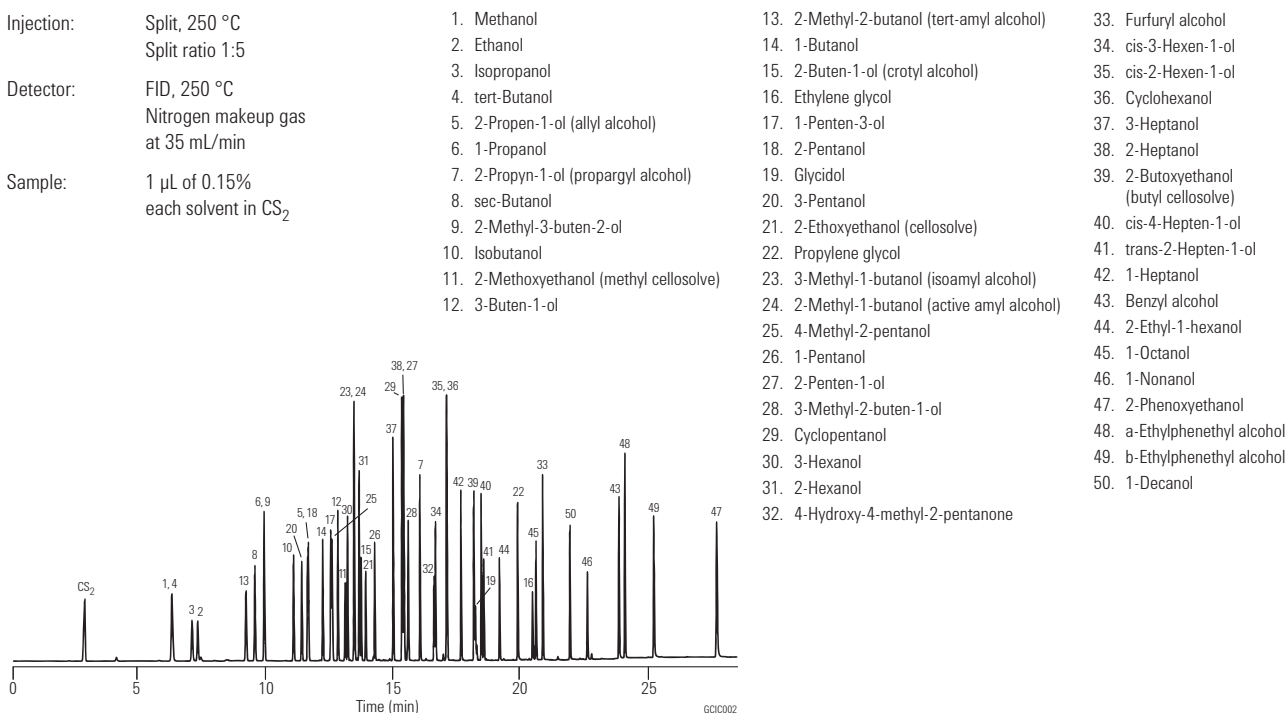 Injection: Split, 250 °C
Split ratio 1:5
Detector: FID, 250 °C
Nitrogen makeup gas
at 35 mL/min
Sample: 1 µL of 0.15%
each solvent in CS2
1. Methanol
2. Ethanol
3. Isopropanol
4. tert-Butanol
5. 2-Propen-1-ol (allyl alcohol)
6. 1-Propanol
7. 2-Propyn-1-ol (propargyl alcohol)
8. sec-Butanol
9. 2-Methyl-3-buten-2-ol
10. Isobutanol
11. 2-Methoxyethanol (methyl cellosolve)
12. 3-Buten-1-ol
13. 2-Methyl-2-butanol (tert-amyl alcohol)
14. 1-Butanol
15. 2-Buten-1-ol (crotyl alcohol)
16. Ethylene glycol
17. 1-Penten-3-ol
18. 2-Pentanol
19. Glycidol
20. 3-Pentanol
21. 2-Ethoxyethanol (cellosolve)
22. Propylene glycol
23. 3-Methyl-1-butanol (isoamyl alcohol)
24. 2-Methyl-1-butanol (active amyl alcohol)
25. 4-Methyl-2-pentanol
26. 1-Pentanol
27. 2-Penten-1-ol
28. 3-Methyl-2-buten-1-ol
29. Cyclopentanol
30. 3-Hexanol
31. 2-Hexanol
32. 4-Hydroxy-4-methyl-2-pentanone
33. Furfuryl alcohol
34. cis-3-Hexen-1-ol
35. cis-2-Hexen-1-ol
36. Cyclohexanol
37. 3-Heptanol
38. 2-Heptanol
39. 2-Butoxyethanol
(butyl cellosolve)
40. cis-4-Hepten-1-ol
41. trans-2-Hepten-1-ol
42. 1-Heptanol
43. Benzyl alcohol
44. 2-Ethyl-1-hexanol
45. 1-Octanol
46. 1-Nonanol
47. 2-Phenoxyethanol
48. a-Ethylphenethyl alcohol
49. b-Ethylphenethyl alcohol
50. 1-Decanol
CS2
1, 4
3
2
13
8
6, 9
10
20
5, 18
14
17
25
12
11
30
23, 24
31
15
21
26
37
29
38, 27
28
7
32
34
35, 36
42
39
19
40
41
44
22
16
45
33
50
46
43
48
49
47
0 5 10 15 20 25
Time (min)
GCIC002